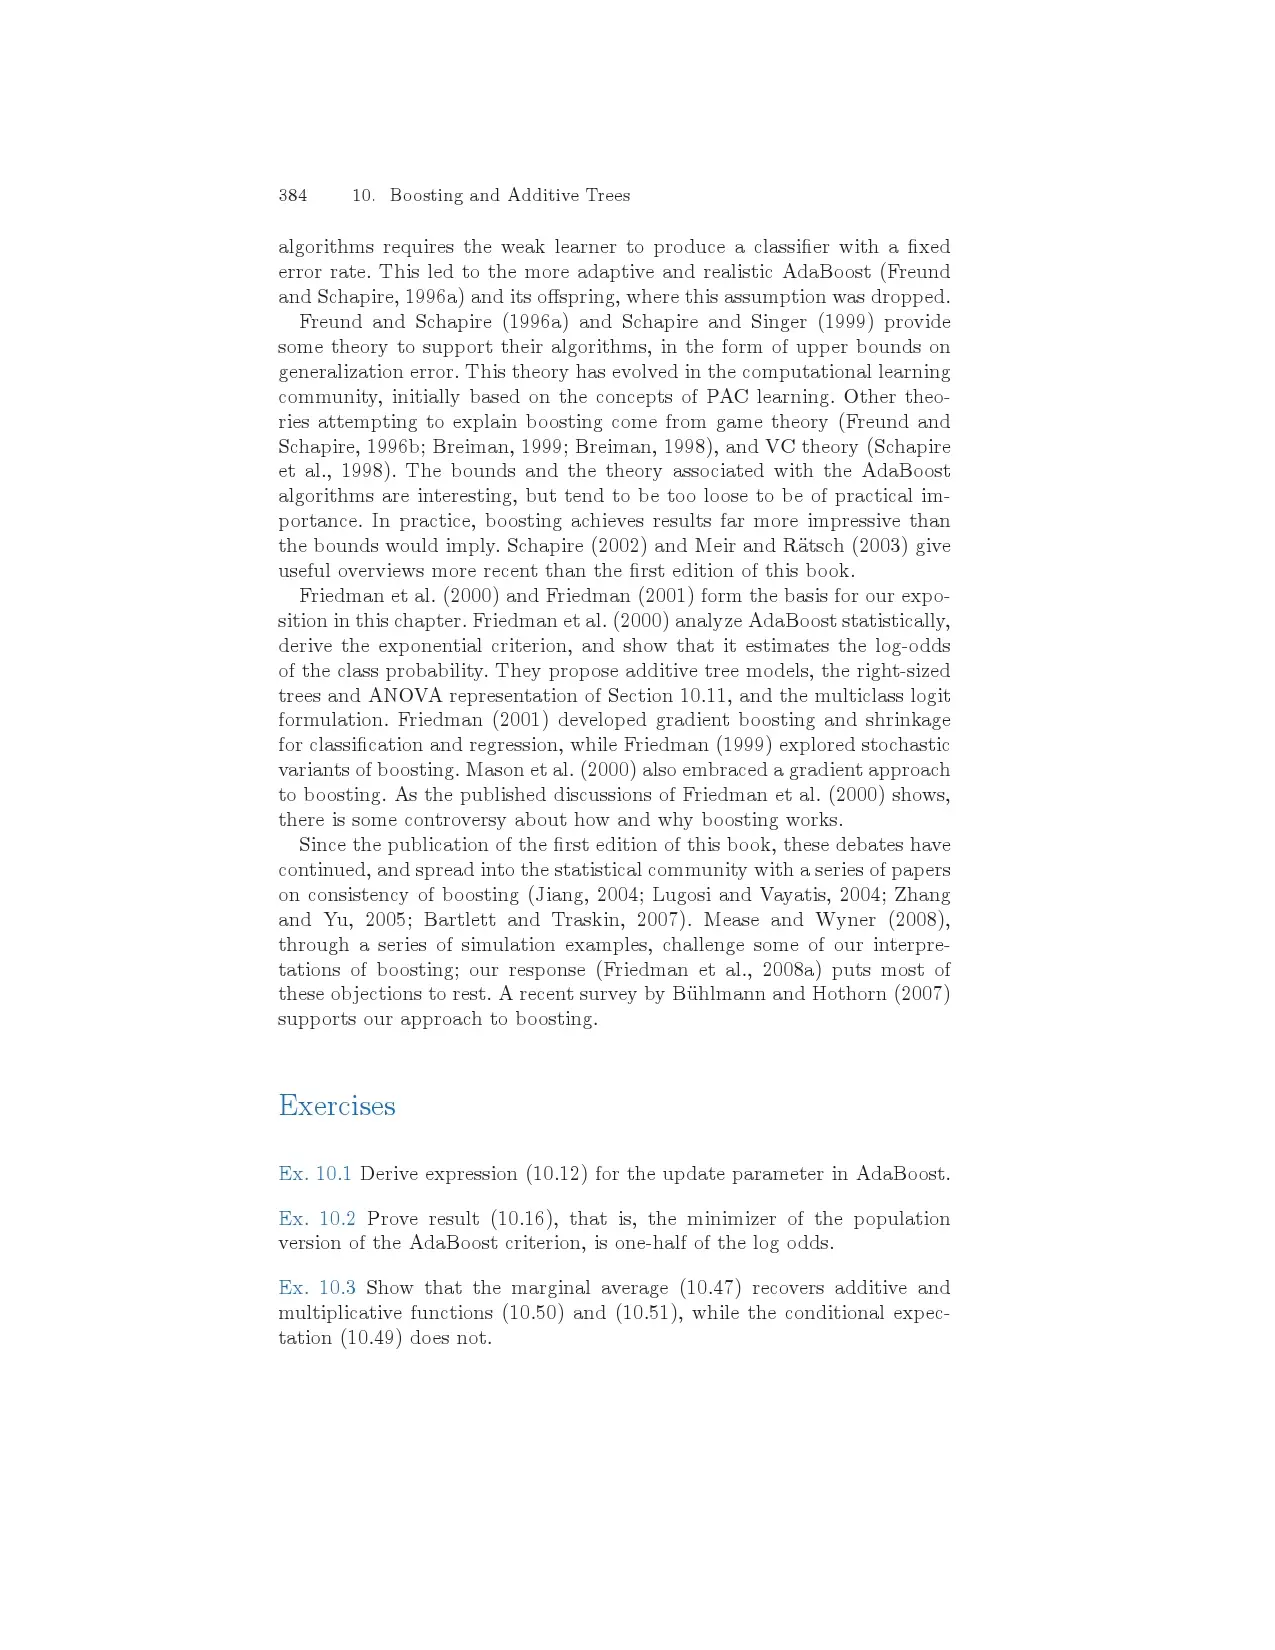 384 10. Boosting and Additive Trees
algorithms requires the weak learner to produce a classifier with a fixed
error rate. This led to the more adaptive and realistic AdaBoost (Freund
and Schapire, 1996a) and its offspring, where this assumption was dropped.
Freund and Schapire (1996a) and Schapire and Singer (1999) provide
some theory to support their algorithms, in the form of upper bounds on
generalization error. This theory has evolved in the computational learning
community, initially based on the concepts of PAC learning. Other theo-
ries attempting to explain boosting come from game theory (Freund and
Schapire, 1996b; Breiman, 1999; Breiman, 1998), and VC theory (Schapire
et al., 1998). The bounds and the theory associated with the AdaBoost
algorithms are interesting, but tend to be too loose to be of practical im-
portance. In practice, boosting achieves results far more impressive than
the bounds would imply. Schapire (2002) and Meir and Rätsch (2003) give
useful overviews more recent than the first edition of this book.
Friedman et al. (2000) and Friedman (2001) form the basis for our expo-
sition in this chapter. Friedman et al. (2000) analyze AdaBoost statistically,
derive the exponential criterion, and show that it estimates the log-odds
of the class probability. They propose additive tree models, the right-sized
trees and ANOVA representation of Section 10.11, and the multiclass logit
formulation. Friedman (2001) developed gradient boosting and shrinkage
for classification and regression, while Friedman (1999) explored stochastic
variants of boosting. Mason et al. (2000) also embraced a gradient approach
to boosting. As the published discussions of Friedman et al. (2000) shows,
there is some controversy about how and why boosting works.
Since the publication of the first edition of this book, these debates have
continued, and spread into the statistical community with a series of papers
on consistency of boosting (Jiang, 2004; Lugosi and Vayatis, 2004; Zhang
and Yu, 2005; Bartlett and Traskin, 2007). Mease and Wyner (2008),
through a series of simulation examples, challenge some of our interpre-
tations of boosting; our response (Friedman et al., 2008a) puts most of
these objections to rest. A recent survey by Bühlmann and Hothorn (2007)
supports our approach to boosting.
Exercises
Ex. 10.1 Derive expression (10.12) for the update parameter in AdaBoost.
Ex. 10.2 Prove result (10.16), that is, the minimizer of the population
version of the AdaBoost criterion, is one-half of the log odds.
Ex. 10.3 Show that the marginal average (10.47) recovers additive and
multiplicative functions (10.50) and (10.51), while the conditional expec-
tation (10.49) does not.